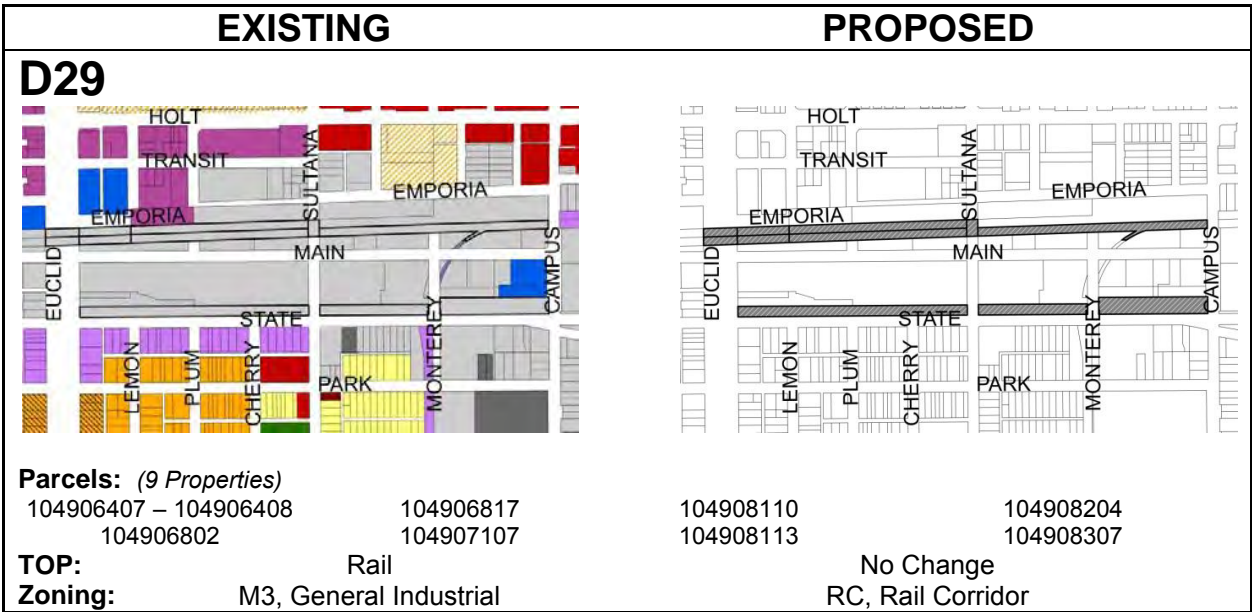 EXISTING PROPOSED
D29
HOLT
TRANSIT
SULTANA
EMPORIA
EMPORIA
MAIN
EUCLID
CAMPUS
STATE
LEMON
PLUM
CHERRY
PARK
MONTEREY
HOLT
TRANSIT
SULTANA
EMPORIA
EMPORIA
MAIN
EUCLID
CAMPUS
STATE
LEMON
PLUM
CHERRY
PARK
MONTEREY
Parcels: (9 Properties)
104906407 – 104906408 104906817 104908110 104908204
104906802 104907107 104908113 104908307
TOP: Rail No Change
Zoning: M3, General Industrial RC, Rail Corridor